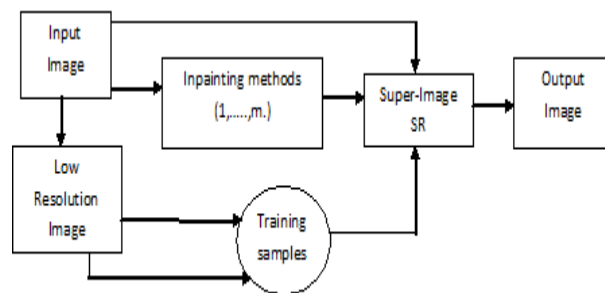 Input
Image
Inpainting methods
(1,.....,m.)
Super-Image
SR
Output
Image
Low
Resolution
Image
Training
samples